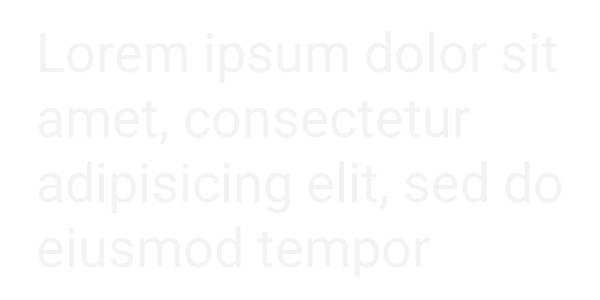 Lorem ipsum dolor sit
amet, consectetur
adipisicing elit, sed do
eiusmod tempor